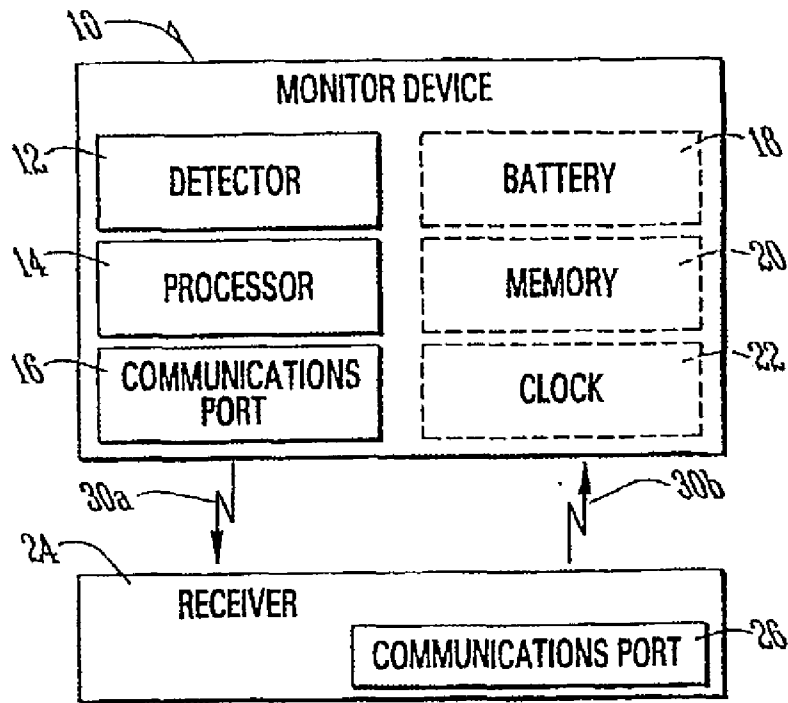 10
MONITOR DEVICE
12
DETECTOR
BATTERY
18
14
PROCESSOR
MEMORY
20
16
COMMUNICATIONS
PORT
CLOCK
22
30a
30b
24
RECEIVER
COMMUNICATIONS PORT
26